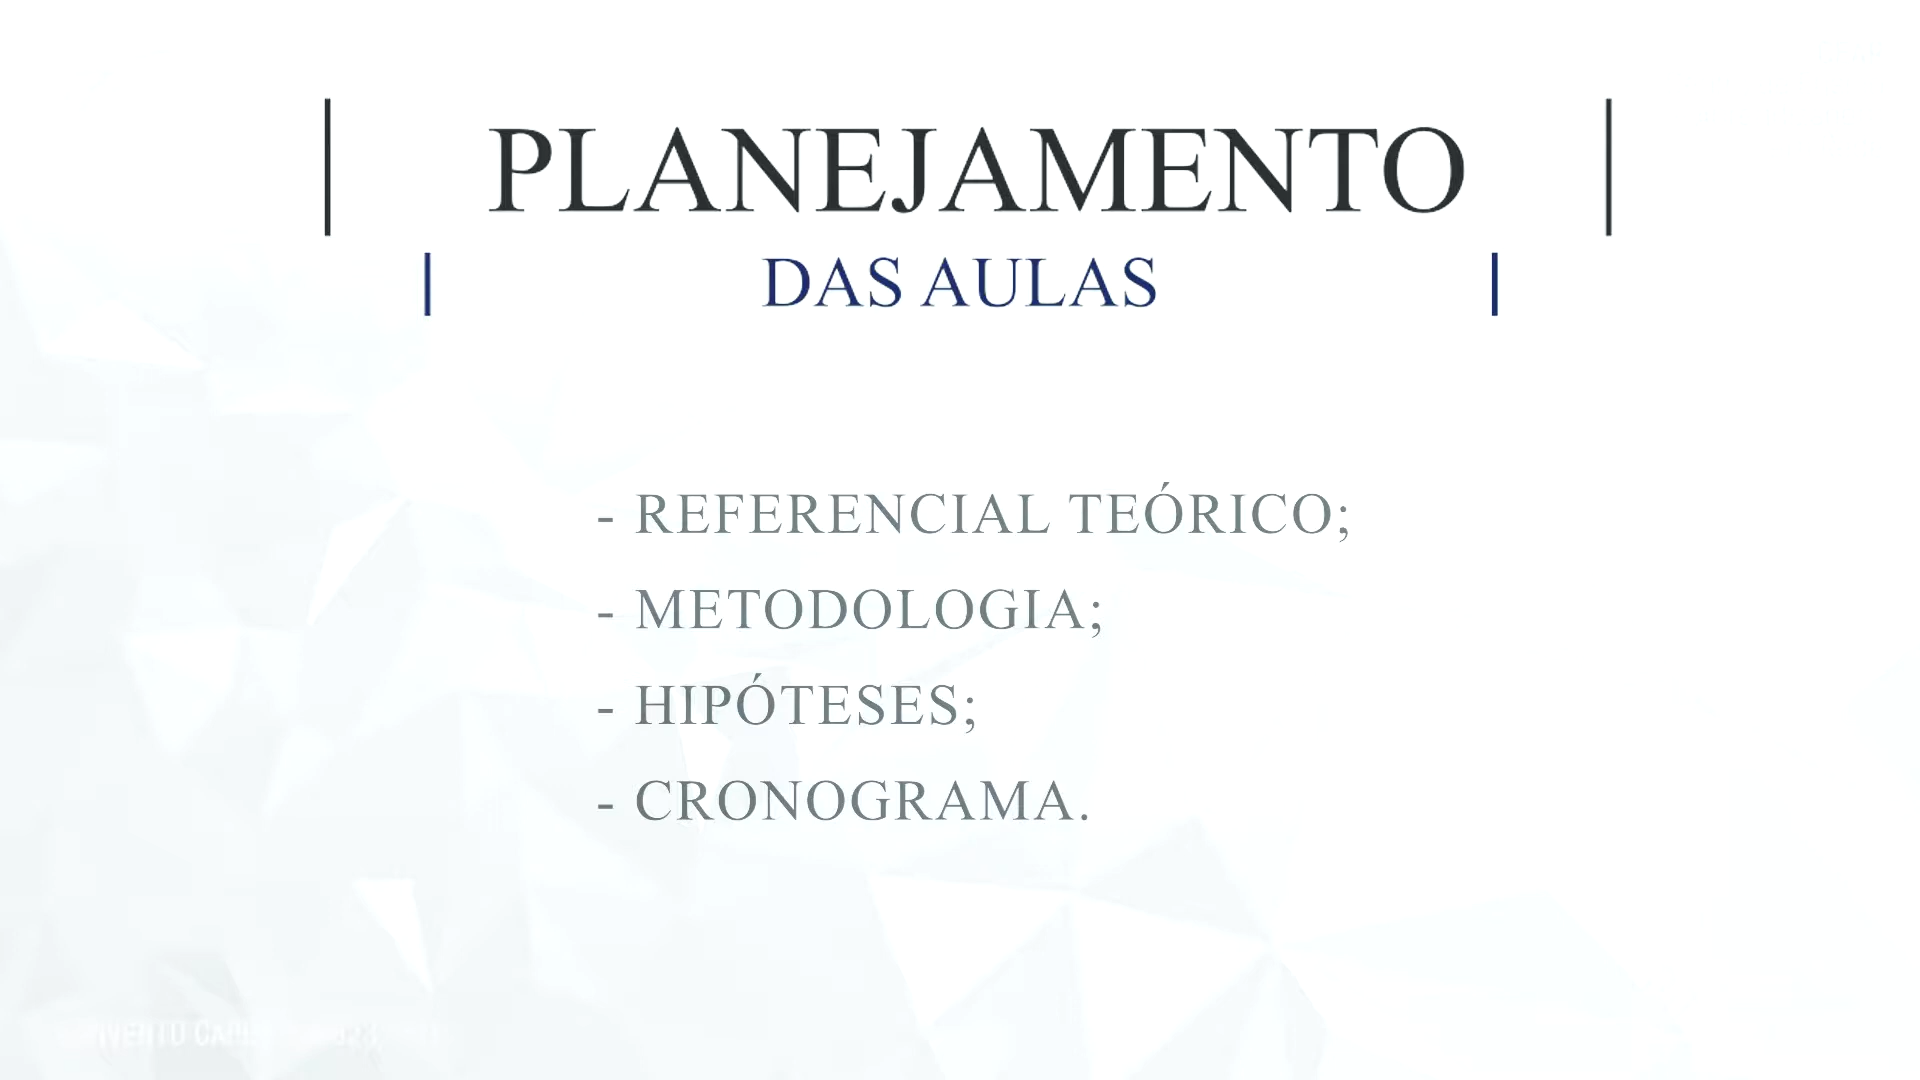 PLANEJAMENTO
DAS AULAS
- REFERENCIAL TEÓRICO;
- METODOLOGIA;
- HIPÓTESES;
- CRONOGRAMA.